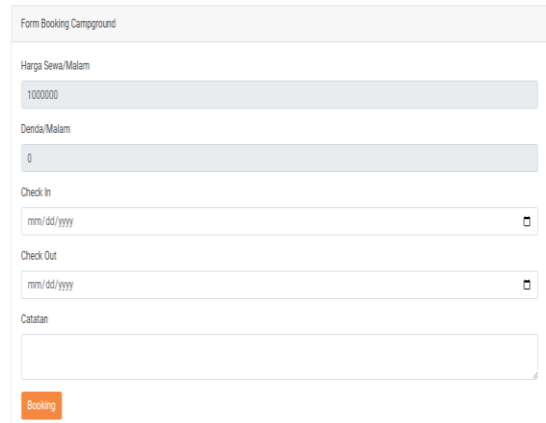 Form Booking Campground
Harga Sewa/Malam
1000000
Denda/Malam
0
Check In
mm/dd/yyyy
Check Out
mm/dd/yyyy
Catatan
Booking